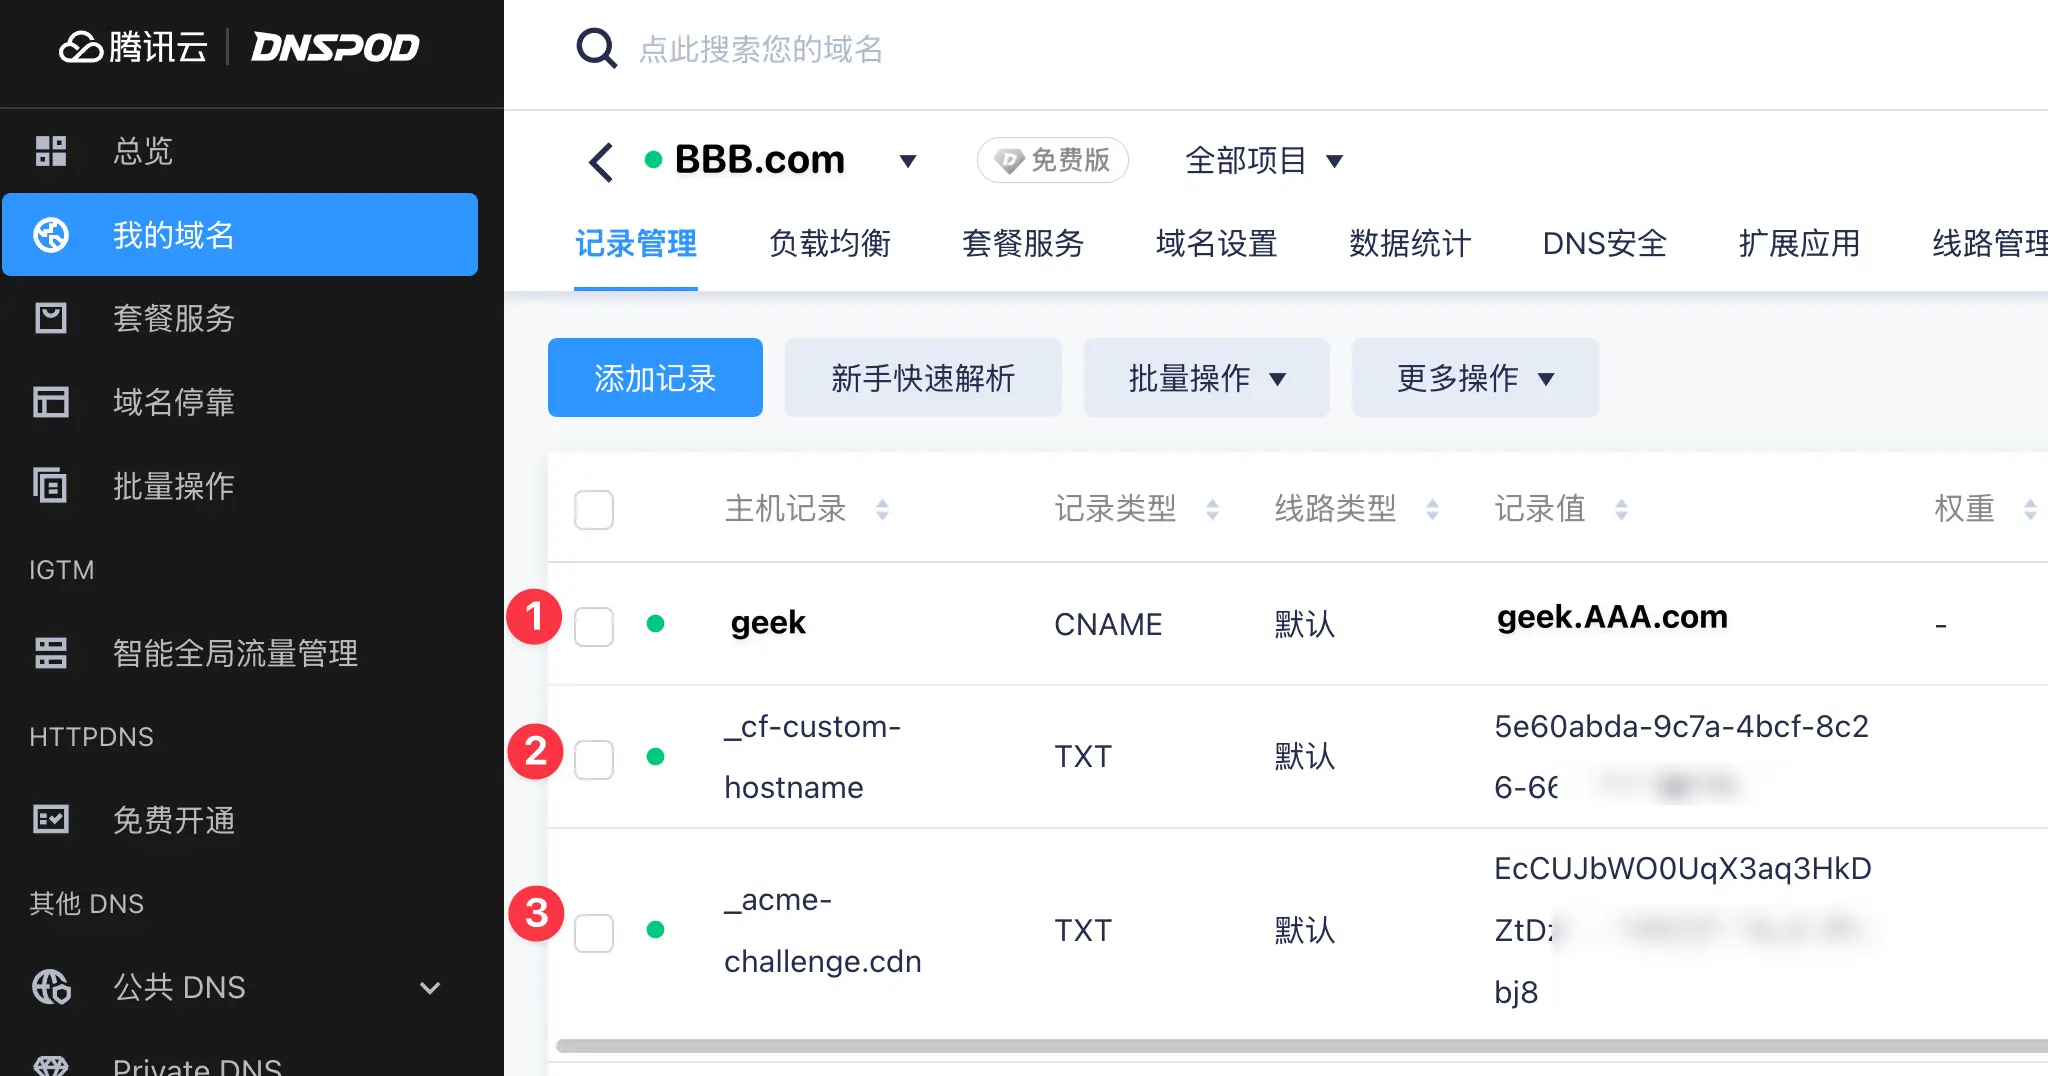 腾讯云 | DNSPOD
点此搜索您的域名
总览
我的域名
套餐服务
域名停靠
批量操作
IGTM
智能全局流量管理
HTTPDNS
免费开通
其他 DNS
公共 DNS
Private DNS
BBB.com
免费版
全部项目
记录管理 负载均衡 套餐服务 域名设置 数据统计 DNS安全 扩展应用 线路管理
添加记录 新手快速解析 批量操作 更多操作
主机记录 记录类型 线路类型 记录值 权重
1 geek CNAME 默认 geek.AAA.com -
2 _cf-custom-hostname TXT 默认 5e60abda-9c7a-4bcf-8c2
6-66
3 _acme-challenge.cdn TXT 默认 EcCUJbWO0UqX3aq3HkD
ZtDz
bj8